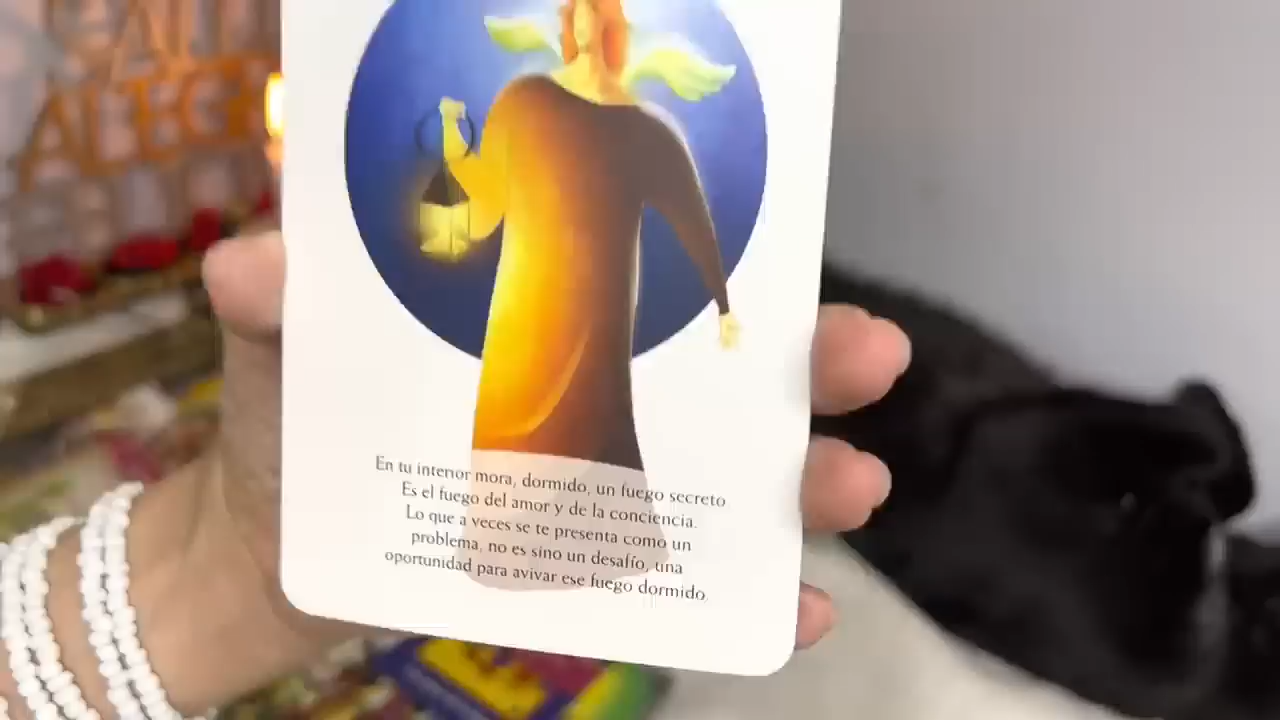 En tu interior mora, dormido, un fuego secreto
Es el fuego del amor y de la conciencia.
Lo que a veces se te presenta como un
problema, no es sino un desafío, una
oportunidad para avivar ese fuego dormido.